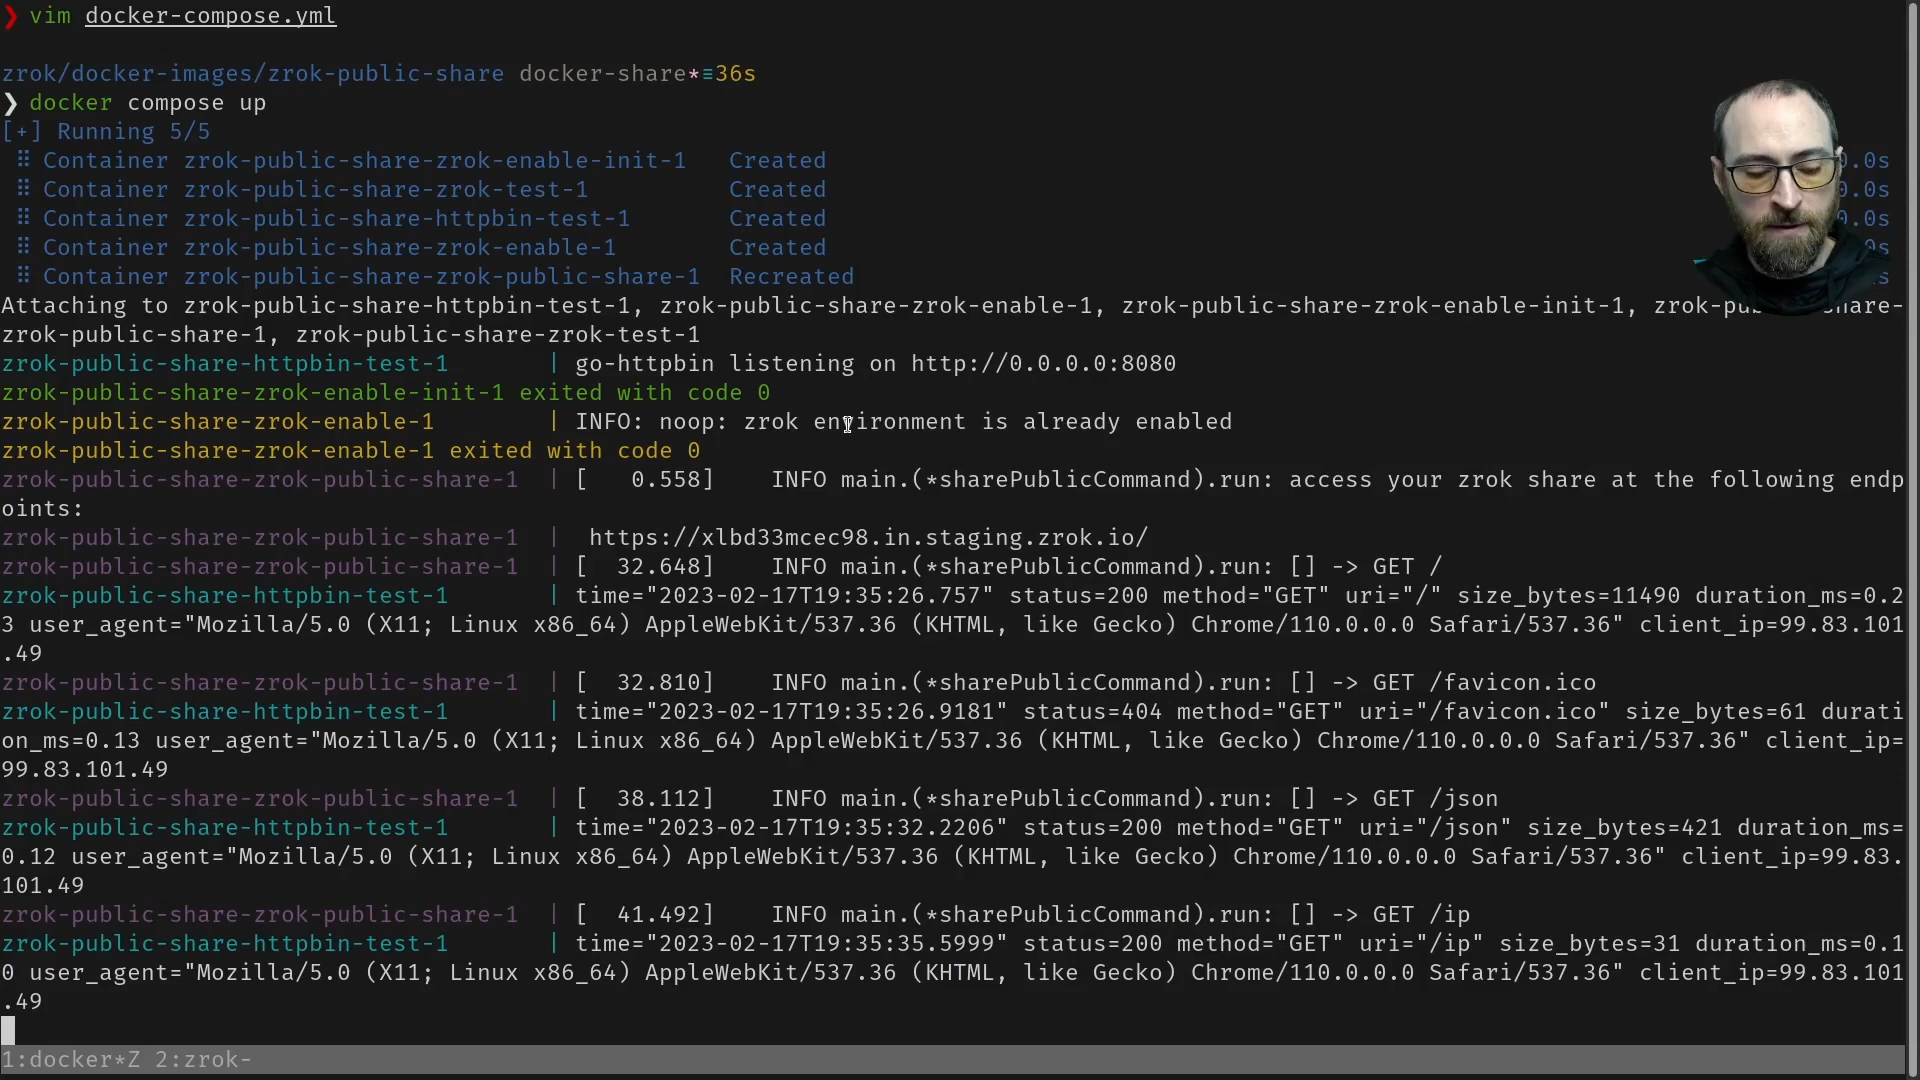 ❯ vim docker-compose.yml
zrok/docker-images/zrok-public-share docker-share*≡36s
❯ docker compose up
[+] Running 5/5
⠿ Container zrok-public-share-zrok-enable-init-1 Created 0.0s
⠿ Container zrok-public-share-zrok-test-1 Created 0.0s
⠿ Container zrok-public-share-httpbin-test-1 Created 0.0s
⠿ Container zrok-public-share-zrok-enable-1 Created 0s
⠿ Container zrok-public-share-zrok-public-share-1 Recreated s
Attaching to zrok-public-share-httpbin-test-1, zrok-public-share-zrok-enable-1, zrok-public-share-zrok-enable-init-1,
zrok-public-share-1, zrok-public-share-zrok-test-1
zrok-public-share-httpbin-test-1 | go-httpbin listening on http://0.0.0.0:8080
zrok-public-share-zrok-enable-init-1 exited with code 0
zrok-public-share-zrok-enable-1 | INFO: noop: zrok environment is already enabled
zrok-public-share-zrok-enable-1 exited with code 0
zrok-public-share-zrok-public-share-1 | [ 0.558] INFO main.(*sharePublicCommand).run: access your zrok share at the following endp
oints:
zrok-public-share-zrok-public-share-1 | https://xlbd33mcec98.in.staging.zrok.io/
zrok-public-share-zrok-public-share-1 | [ 32.648] INFO main.(*sharePublicCommand).run: [] -> GET /
zrok-public-share-httpbin-test-1 | time="2023-02-17T19:35:26.757" status=200 method="GET" uri="/" size_bytes=11490 duration_ms=0.2
3 user_agent="Mozilla/5.0 (X11; Linux x86_64) AppleWebKit/537.36 (KHTML, like Gecko) Chrome/110.0.0.0 Safari/537.36" client_ip=99.83.101
.49
zrok-public-share-zrok-public-share-1 | [ 32.810] INFO main.(*sharePublicCommand).run: [] -> GET /favicon.ico
zrok-public-share-httpbin-test-1 | time="2023-02-17T19:35:26.9181" status=404 method="GET" uri="/favicon.ico" size_bytes=61 durati
on_ms=0.13 user_agent="Mozilla/5.0 (X11; Linux x86_64) AppleWebKit/537.36 (KHTML, like Gecko) Chrome/110.0.0.0 Safari/537.36" client_ip=
99.83.101.49
zrok-public-share-zrok-public-share-1 | [ 38.112] INFO main.(*sharePublicCommand).run: [] -> GET /json
zrok-public-share-httpbin-test-1 | time="2023-02-17T19:35:32.2206" status=200 method="GET" uri="/json" size_bytes=421 duration_ms=
0.12 user_agent="Mozilla/5.0 (X11; Linux x86_64) AppleWebKit/537.36 (KHTML, like Gecko) Chrome/110.0.0.0 Safari/537.36" client_ip=99.83.
101.49
zrok-public-share-zrok-public-share-1 | [ 41.492] INFO main.(*sharePublicCommand).run: [] -> GET /ip
zrok-public-share-httpbin-test-1 | time="2023-02-17T19:35:35.5999" status=200 method="GET" uri="/ip" size_bytes=31 duration_ms=0.1
0 user_agent="Mozilla/5.0 (X11; Linux x86_64) AppleWebKit/537.36 (KHTML, like Gecko) Chrome/110.0.0.0 Safari/537.36" client_ip=99.83.101
.49
1:docker*Z 2:zrok-